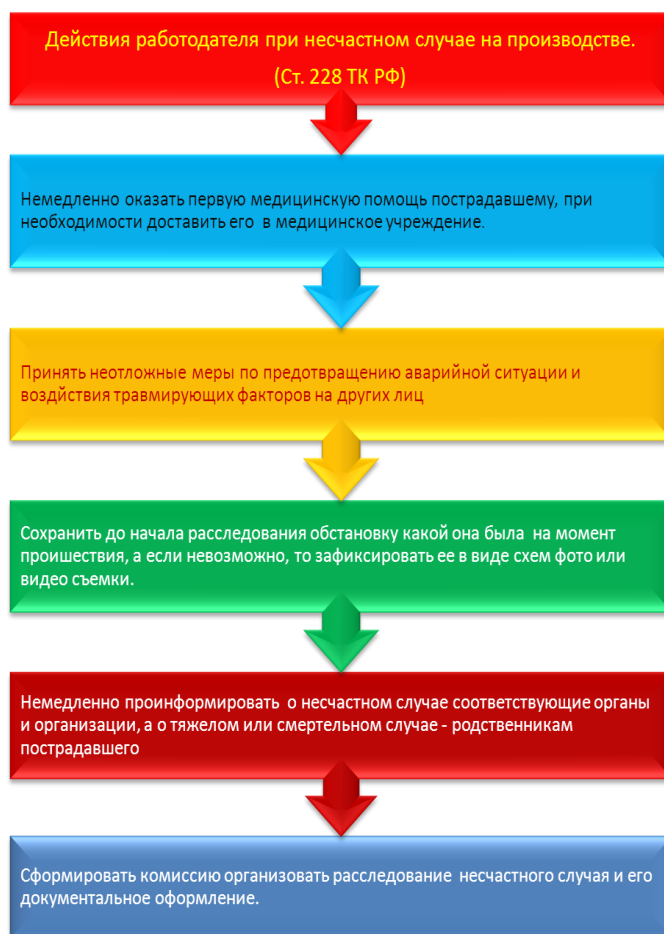 Действия работодателя при несчастном случае на производстве.
(Ст. 228 ТК РФ)
Немедленно оказать первую медицинскую помощь пострадавшему, при
необходимости доставить его в медицинское учреждение.
Принять неотложные меры по предотвращению аварийной ситуации и
воздйствия травмирующих факторов на других лиц
Сохранить до начала расследования обстановку какой она была на момент
проишествия, а если невозможно, то зафиксировать ее в виде схем фото или
видео съемки.
Немедленно проинформировать о несчастном случае соответствующие органы
и организации, а о тяжелом или смертельном случае - родственникам
пострадавшего
Сформировать комиссию организовать расследование несчастного случая и его
документальное оформление.